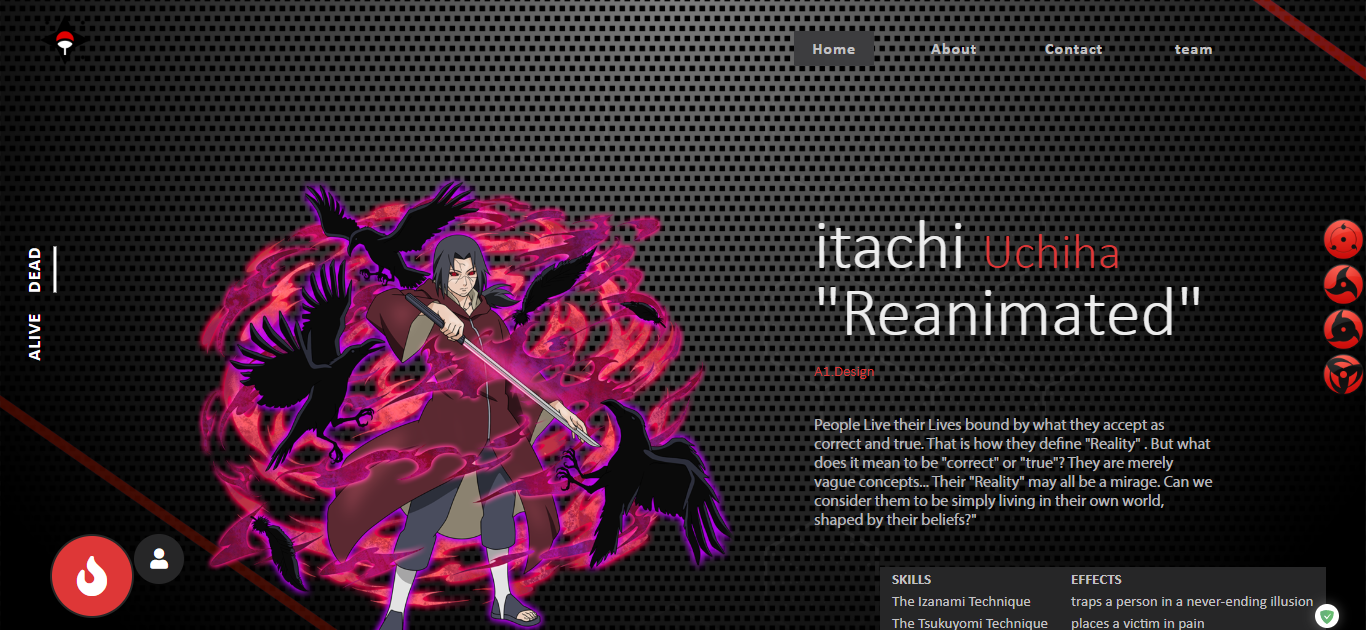 Home About Contact team
DEAD
ALIVE
itachi Uchiha
"Reanimated"
A1 Design
People Live their Lives bound by what they accept as
correct and true. That is how they define "Reality" . But what
does it mean to be "correct" or "true"? They are merely
vague concepts... Their "Reality" may all be a mirage. Can we
consider them to be simply living in their own world,
shaped by their beliefs?"
SKILLS EFFECTS
The Izanami Technique traps a person in a never-ending illusion
The Tsukuyomi Technique places a victim in pain